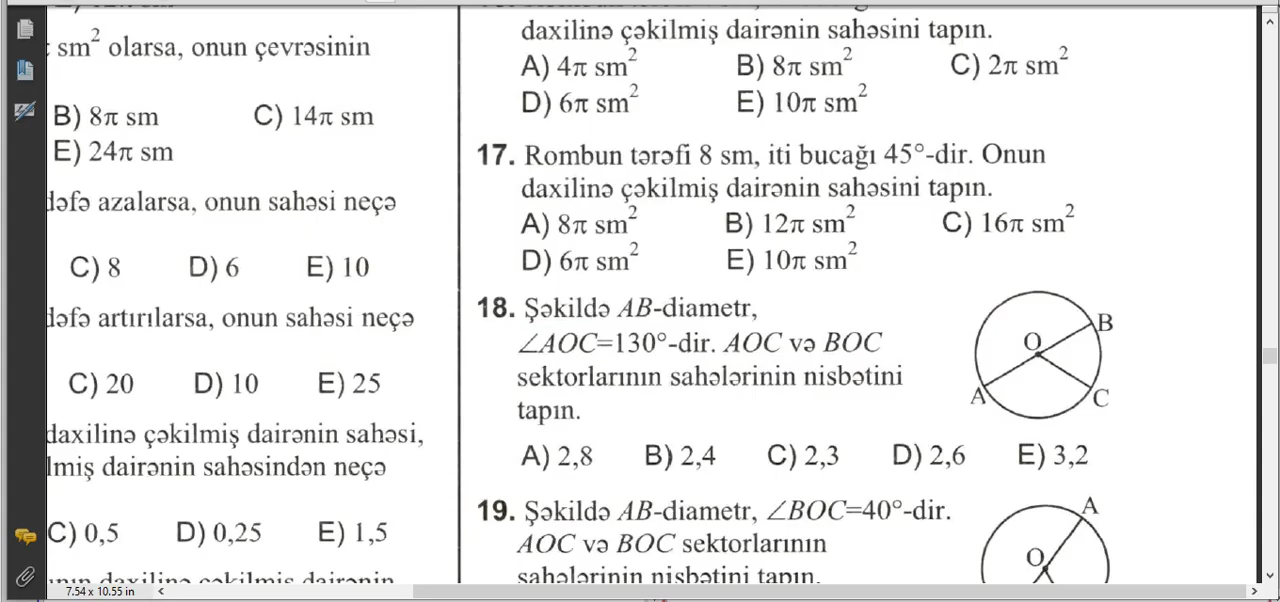 sm² olarsa, onun çevrəsinin
B) 8π sm C) 14π sm
E) 24π sm
dəfə azalarsa, onun sahəsi neçə
C) 8 D) 6 E) 10
dəfə artırılarsa, onun sahəsi neçə
C) 20 D) 10 E) 25
daxilinə çəkilmiş dairənin sahəsi,
lmiş dairənin sahəsindən neçə
C) 0,5 D) 0,25 E) 1,5
daxilinə çəkilmiş dairənin
daxilinə çəkilmiş dairənin sahəsini tapın.
A) 4π sm² B) 8π sm² C) 2π sm²
D) 6π sm² E) 10π sm²
17. Rombun tərəfi 8 sm, iti bucağı 45°-dir. Onun
daxilinə çəkilmiş dairənin sahəsini tapın.
A) 8π sm² B) 12π sm² C) 16π sm²
D) 6π sm² E) 10π sm²
18. Şəkildə AB-diametr,
∠AOC=130°-dir. AOC və BOC
sektorlarının sahələrinin nisbətini
tapın.
O
B
A
C
A) 2,8 B) 2,4 C) 2,3 D) 2,6 E) 3,2
19. Şəkildə AB-diametr, ∠BOC=40°-dir.
AOC və BOC sektorlarının
sahələrinin nisbətini tapın.
A
O
7.54 x 10.55 in